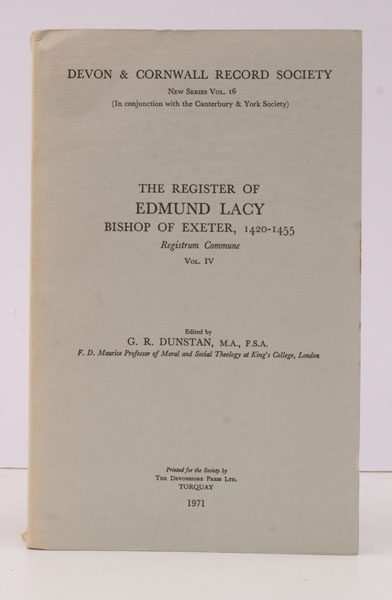 DEVON & CORNWALL RECORD SOCIETY
NEW SERIES VOL. 16
(In conjunction with the Canterbury & York Society)
THE REGISTER OF
EDMUND LACY
BISHOP OF EXETER, 1420-1455
Registrum Commune
VOL. IV
Edited by
G. R. DUNSTAN, M.A., F.S.A.
F. D. Maurice Professor of Moral and Social Theology at King's College, London
Printed for the Society by
THE DEVONSHIRE PRESS LTD.
TORQUAY
1971